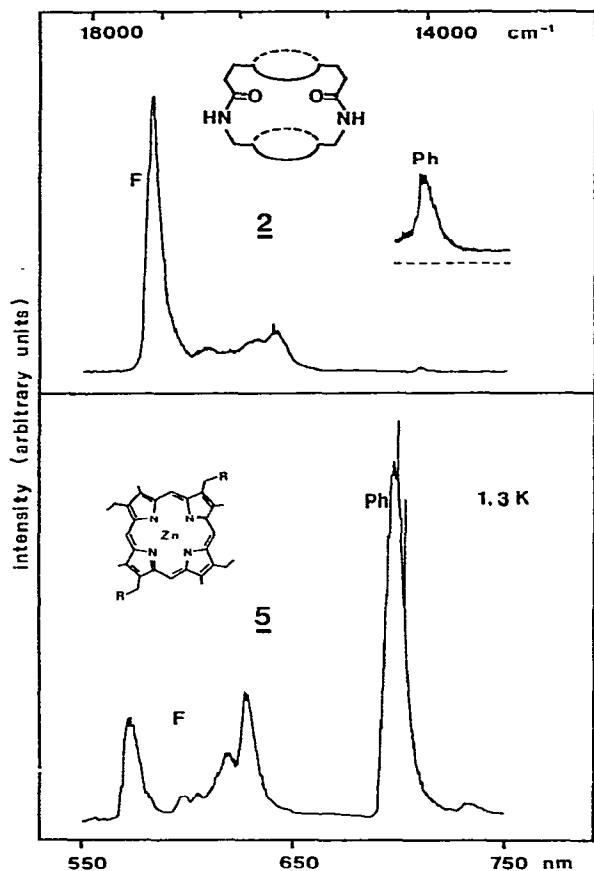 18000 14000 cm⁻¹
O O
HN NH
F Ph
2
R
N N
Zn
N N
R
Ph 1.3 K
5
F
550 650 750 nm
intensity (arbitrary units)